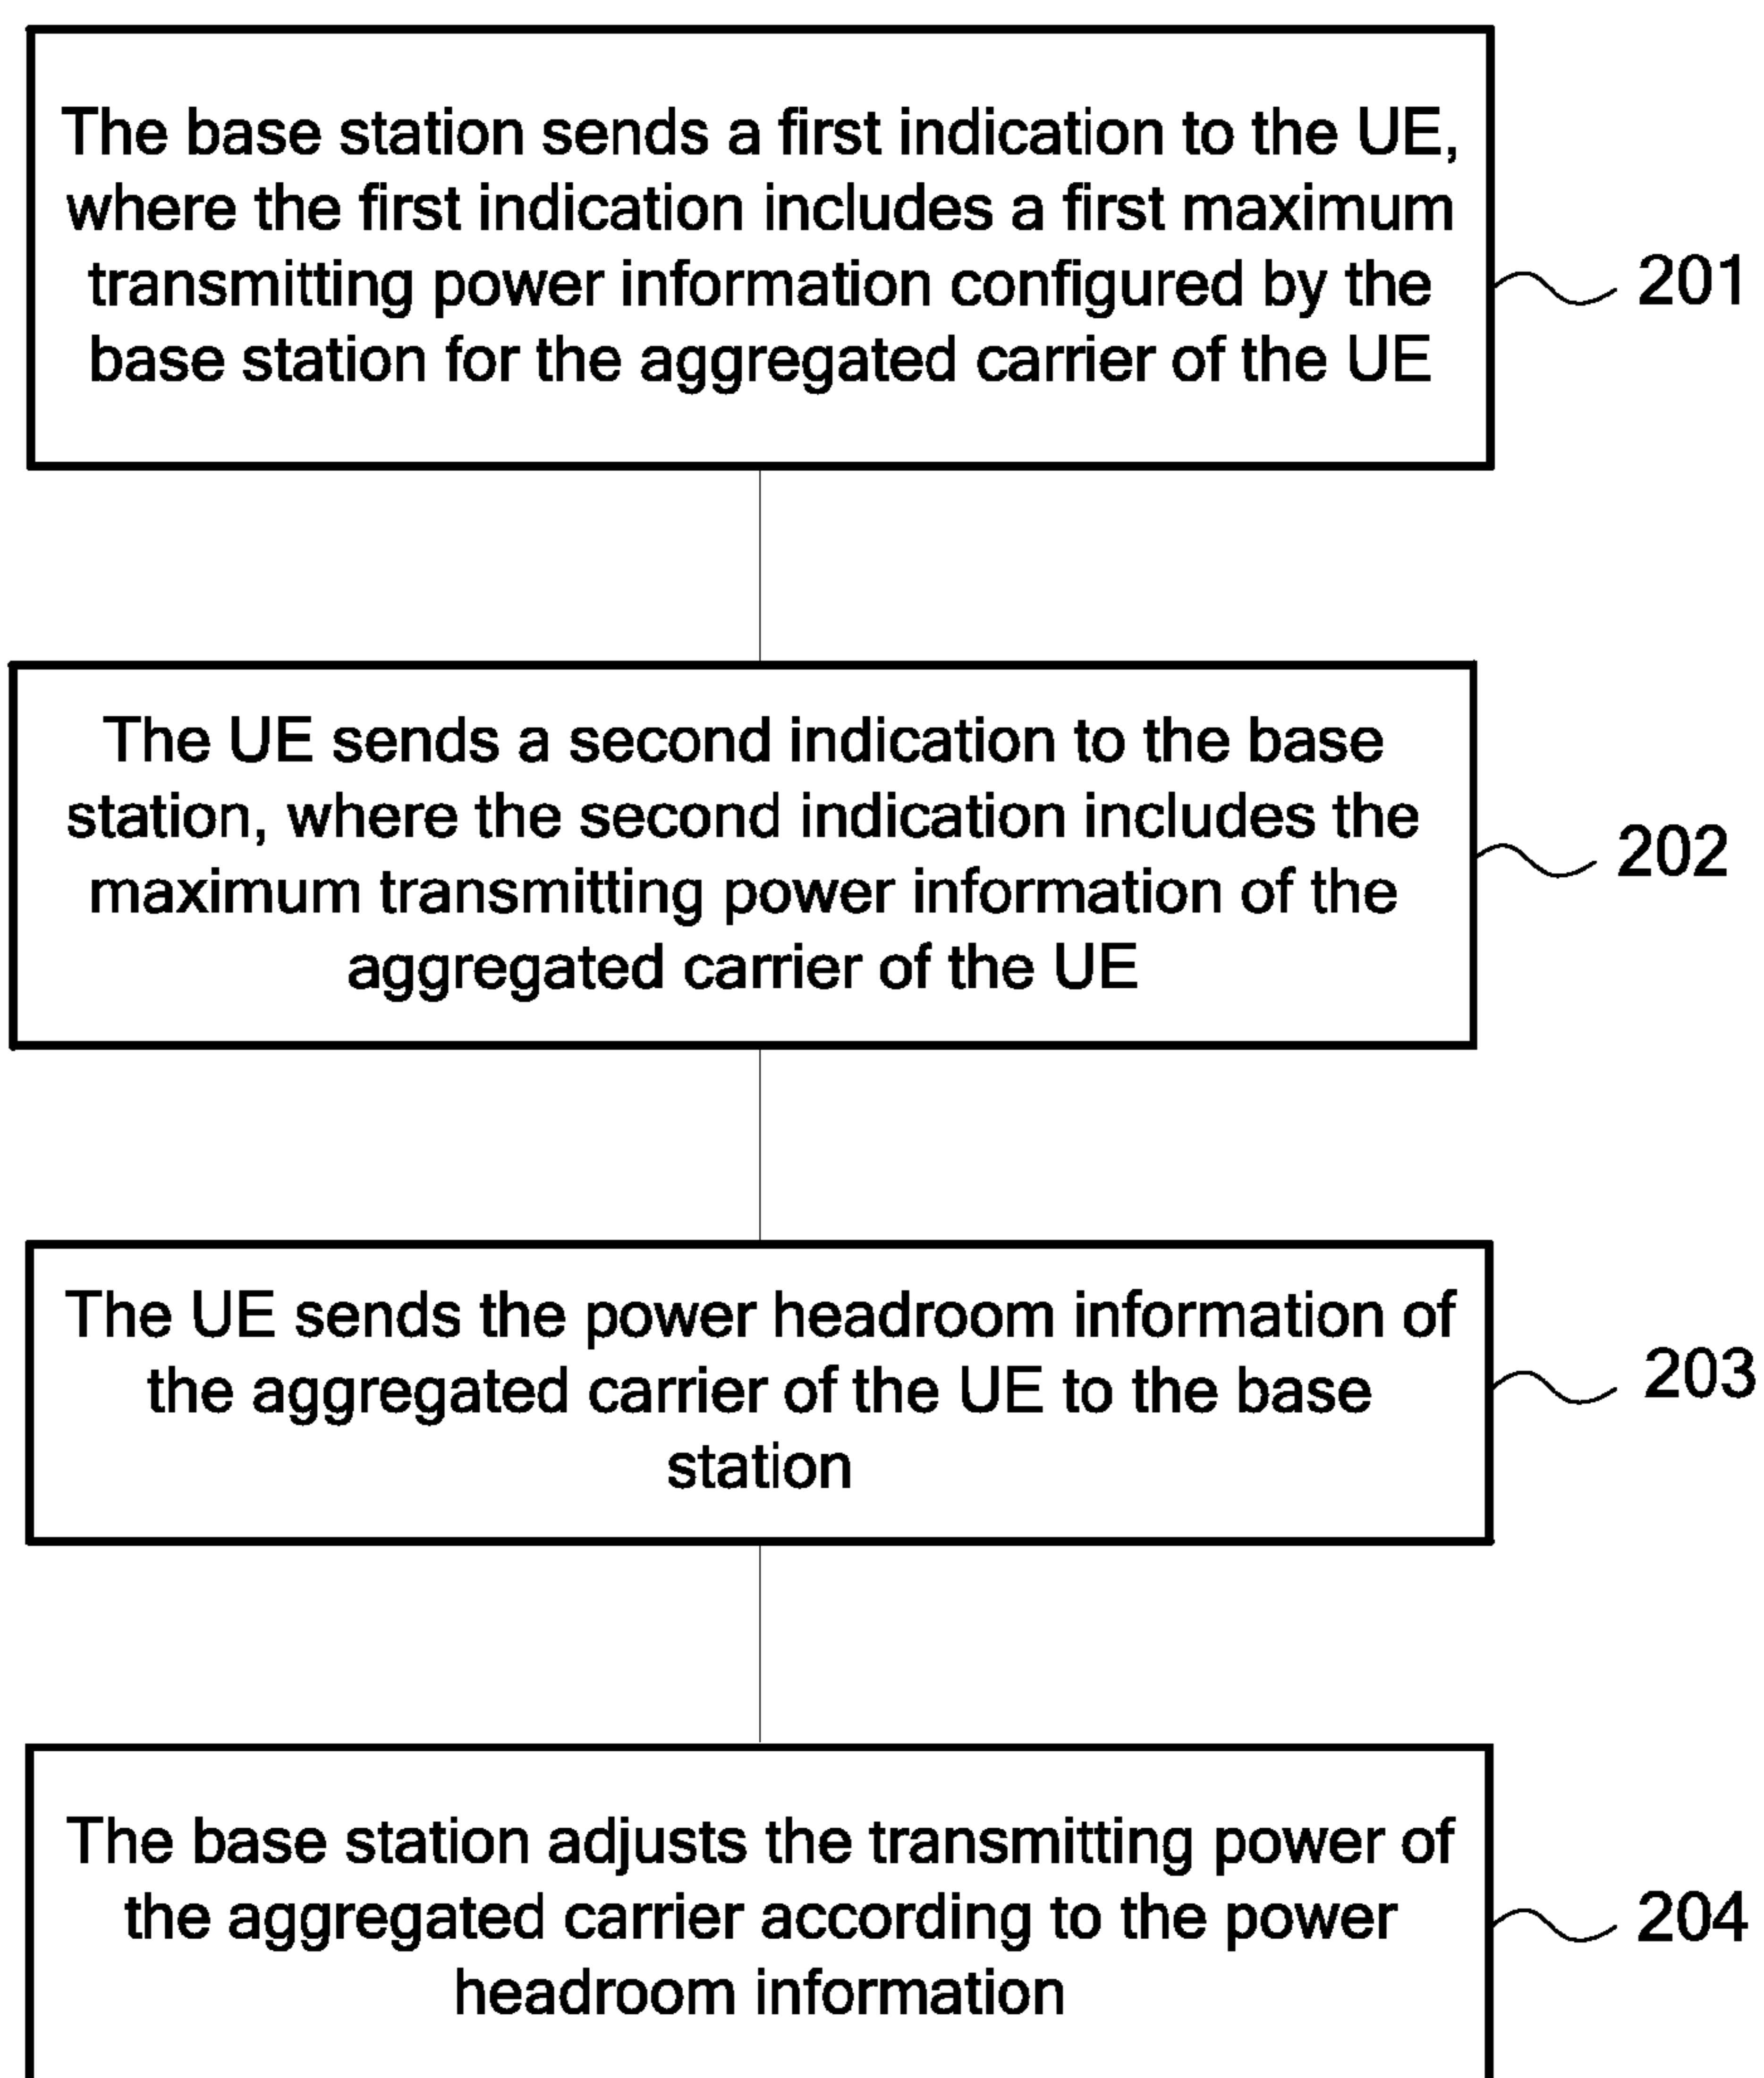 The base station sends a first indication to the UE,
where the first indication includes a first maximum
transmitting power information configured by the
base station for the aggregated carrier of the UE
201
The UE sends a second indication to the base
station, where the second indication includes the
maximum transmitting power information of the
aggregated carrier of the UE
202
The UE sends the power headroom information of
the aggregated carrier of the UE to the base
station
203
The base station adjusts the transmitting power of
the aggregated carrier according to the power
headroom information
204